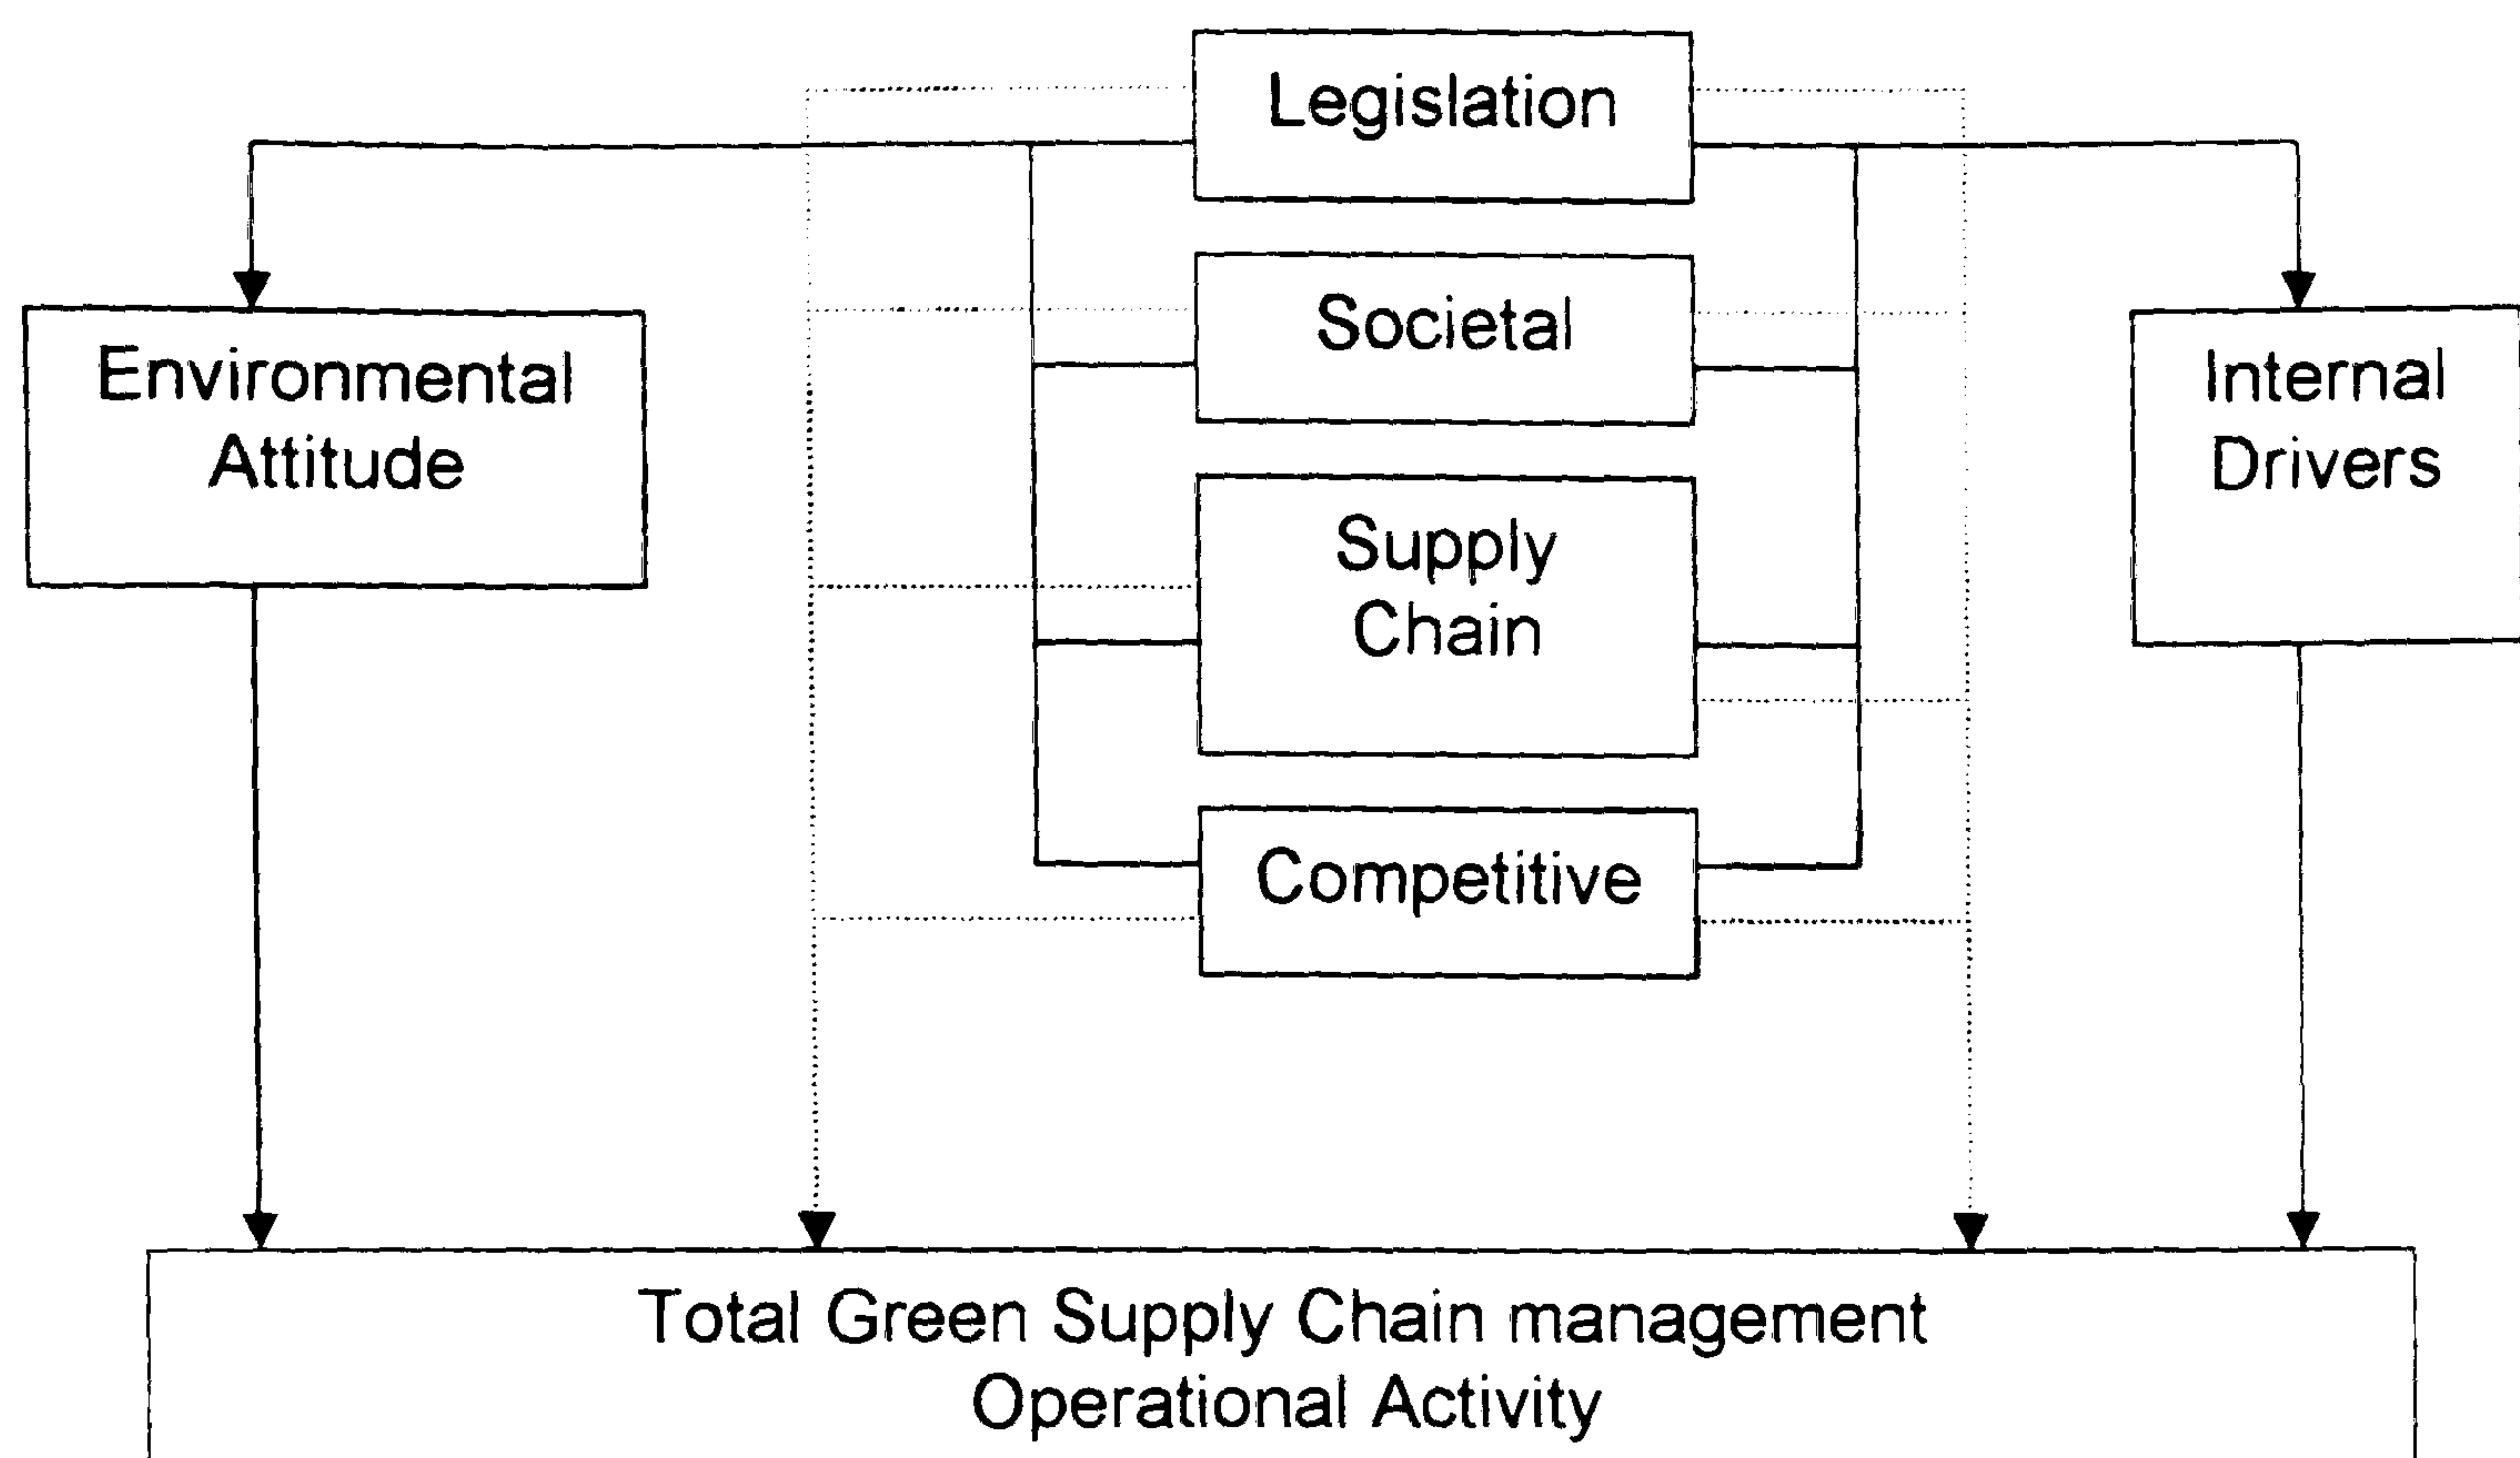 Legislation
Societal
Environmental
Attitude
Internal
Drivers
Supply
Chain
Competitive
Total Green Supply Chain management
Operational Activity